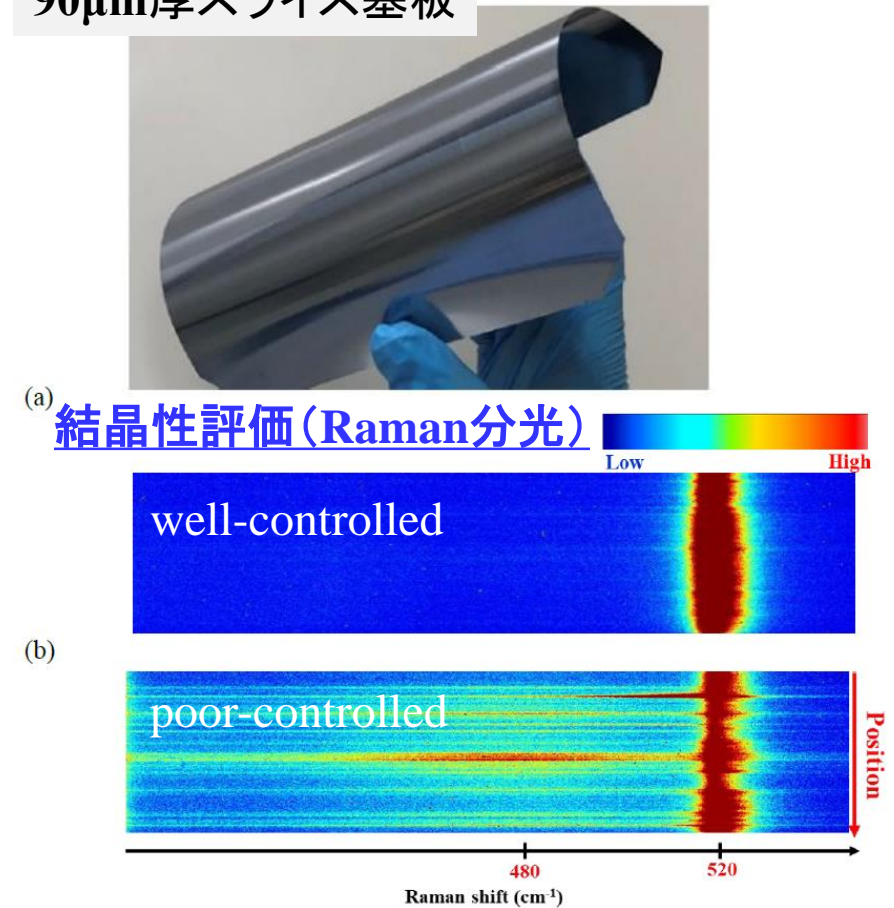 90μm厚スライス基板
(a)
結晶性評価(Raman分光)
Low High
well-controlled
(b)
poor-controlled
Position
480 520
Raman shift (cm⁻¹)